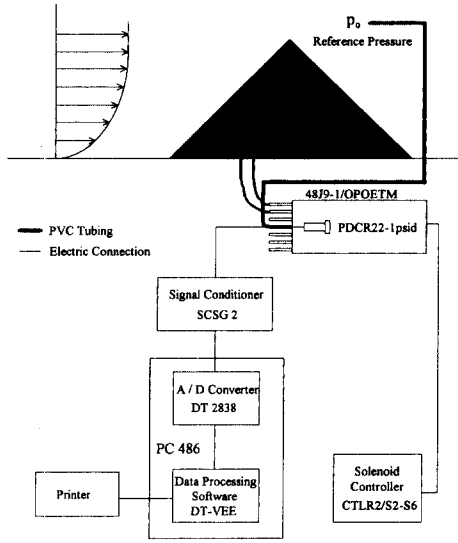 Po
Reference Pressure
48J9-1/OPOETM
PDCR22-1psid
PVC Tubing
Electric Connection
Signal Conditioner
SCSG 2
A / D Converter
DT 2838
PC 486
Data Processing
Software
DT-VEE
Printer
Solenoid
Controller
CTLR2/S2-S6